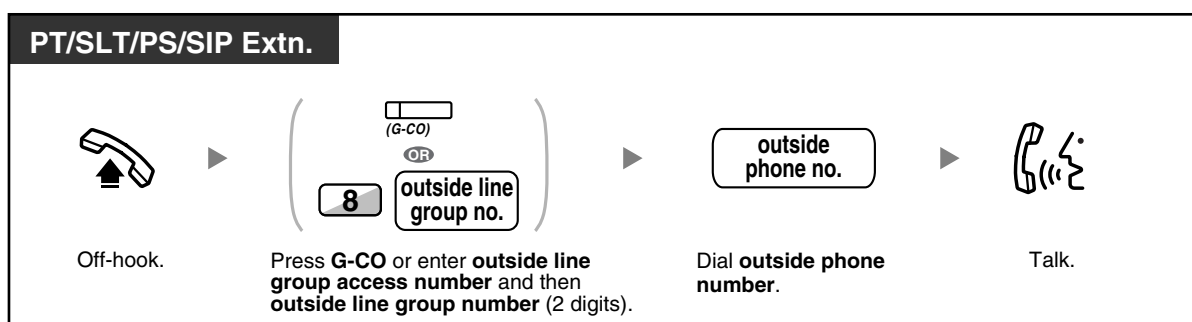 PT/SLT/PS/SIP Extn.
(G-CO)
OR
8
outside line
group no.
outside
phone no.
Off-hook.
Press G-CO or enter outside line
group access number and then
outside line group number (2 digits).
Dial outside phone
number.
Talk.